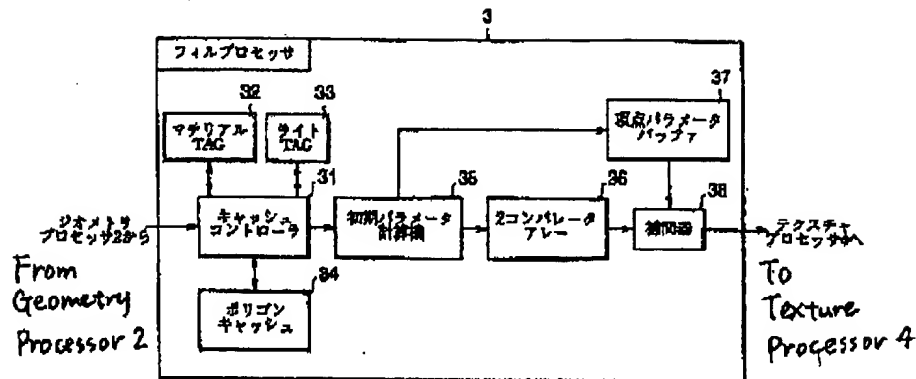 3
フィルプロセッサ
32
マテリアル
TAG
33
ライト
TAG
37
頂点パラメータ
バッファ
31
キャッシュ
コントローラ
35
初期パラメータ
計算機
36
Zコンパレータ
アレー
38
補間器
ジオメトリ
プロセッサ2から
テクスチャ
プロセッサ4へ
34
ポリゴン
キャッシュ
From
Geometry
Processor 2
To
Texture
Processor 4